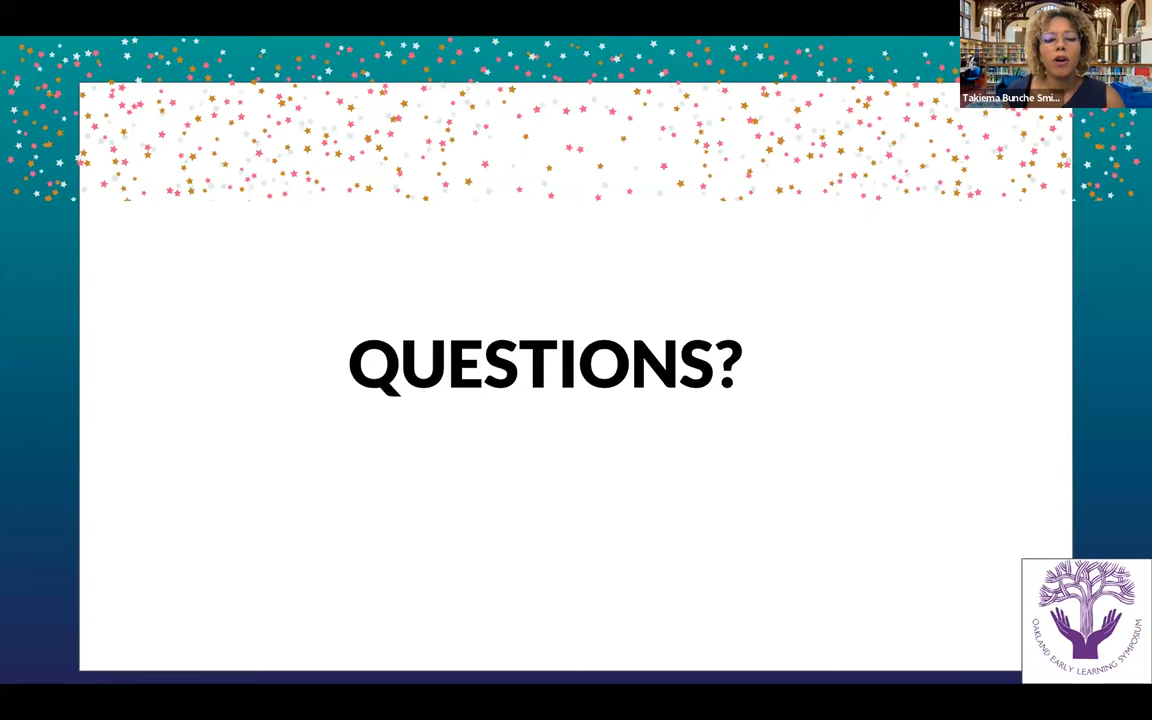 Takiema Bunche Smi...
QUESTIONS?
OAKLAND EARLY LEARNING SYMPOSIUM